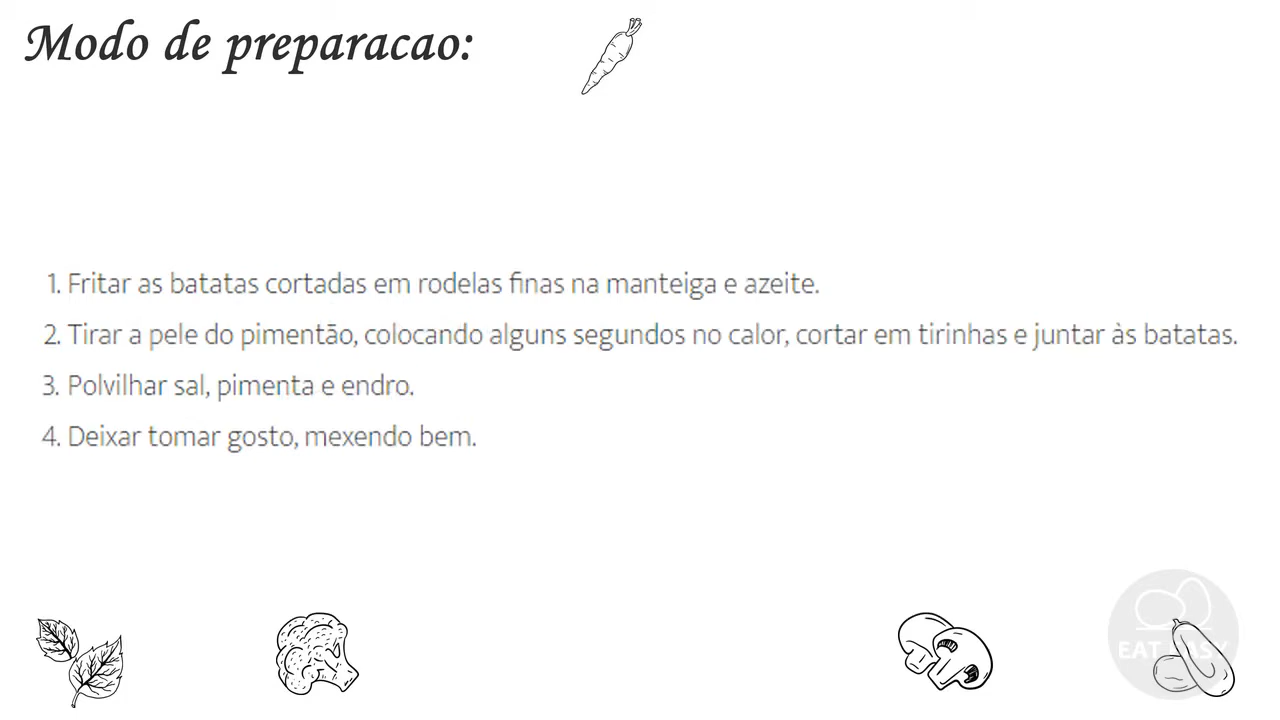 Modo de preparacao:
1. Fritar as batatas cortadas em rodelas finas na manteiga e azeite.
2. Tirar a pele do pimentão, colocando alguns segundos no calor, cortar em tirinhas e juntar às batatas.
3. Polvilhar sal, pimenta e endro.
4. Deixar tomar gosto, mexendo bem.
EAT EASY